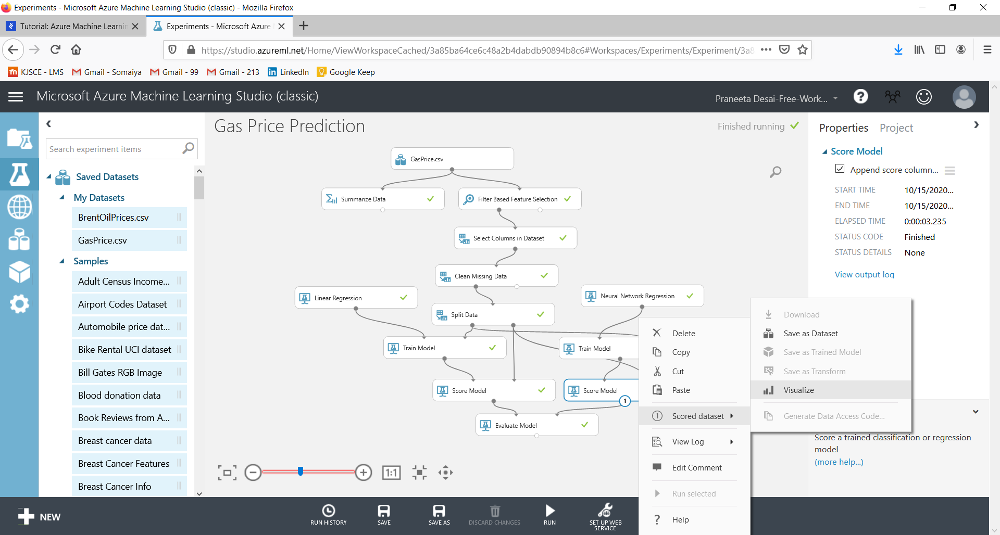 Experiments - Microsoft Azure Machine Learning Studio (classic) - Mozilla Firefox
Tutorial: Azure Machine Learnin
Experiments - Microsoft Azure
https://studio.azureml.net/Home/ViewWorkspaceCached/3a85ba64ce6c48a2b4dabdb90894b8c6#Workspaces/Experiments/Experiment/3a8
KJSCE - LMS
Gmail - Somaiya
Gmail - 99
Gmail - 213
LinkedIn
Google Keep
Microsoft Azure Machine Learning Studio (classic)
Praneeta Desai-Free-Work...
Search experiment items
Saved Datasets
My Datasets
BrentOilPrices.csv
GasPrice.csv
Samples
Adult Census Income...
Airport Codes Dataset
Automobile price dat...
Bike Rental UCI dataset
Bill Gates RGB Image
Blood donation data
Book Reviews from A...
Breast cancer data
Breast Cancer Features
Breast Cancer Info
Gas Price Prediction
Finished running
GasPrice.csv
Summarize Data
Filter Based Feature Selection
Select Columns in Dataset
Clean Missing Data
Linear Regression
Neural Network Regression
Split Data
Train Model
Train Model
Score Model
Score Model
1
Evaluate Model
1:1
Delete
Copy
Cut
Paste
1 Scored dataset
View Log
Edit Comment
Run selected
? Help
Download
Save as Dataset
Save as Trained Model
Save as Transform
Visualize
Generate Data Access Code...
Properties Project
Score Model
Append score column...
START TIME 10/15/2020...
END TIME 10/15/2020...
ELAPSED TIME 0:00:03.235
STATUS CODE Finished
STATUS DETAILS None
View output log
Score a trained classification or regression
model
(more help...)
NEW
RUN HISTORY
SAVE
SAVE AS
DISCARD CHANGES
RUN
SET UP WEB
SERVICE